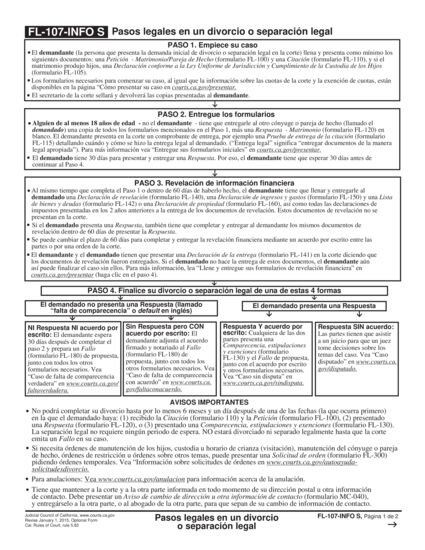 FL-107-INFO S Pasos legales en un divorcio o separación legal
PASO 1. Empiece su caso
• El demandante (la persona que presenta la demanda inicial de divorcio o separación legal en la corte) llena y presenta como mínimo los
siguientes documentos: una Petición - Matrimonio/Pareja de Hecho (formulario FL-100) y una Citación (formulario FL-110), y si el
matrimonio produjo hijos, una Declaración conforme a la Ley Uniforme de Jurisdicción y Cumplimiento de la Custodia de los Hijos
(formulario FL-105).
• Los formularios necesarios para comenzar su caso, al igual que la información sobre las cuotas de la corte y la exención de cuotas, están
disponibles en la página "Cómo presentar su caso en courts.ca.gov/presentar.
• El secretario de la corte sellará y devolverá las copias presentadas al demandante.
PASO 2. Entregue los formularios
• Alguien de al menos 18 años de edad - no el demandante - tiene que entregarle al otro cónyuge o pareja de hecho (llamado el
demandado) una copia de todos los formularios mencionados en el Paso 1, más una Respuesta - Matrimonio (formulario FL-120) en
blanco. El demandante presenta en la corte un comprobante de entrega, por ejemplo una Prueba de entrega de la citación (formulario
FL-115) detallando cuándo y cómo se hizo la entrega legal al demandado. ("Entrega legal" significa "entregar documentos de la manera
legal apropiada"). Para más información vea "Entregue sus formularios iniciales" en courts.ca.gov/presentar.
• El demandado tiene 30 días para presentar y entregar una Respuesta. Por eso, el demandante tiene que esperar 30 días antes de
continuar al Paso 4.
PASO 3. Revelación de información financiera
• Al mismo tiempo que completa el Paso 1 o dentro de 60 días de haberlo hecho, el demandante tiene que llenar y entregarle al
demandado una Declaración de revelación (formulario FL-140), una Declaración de ingresos y gastos (formulario FL-150) y una Lista
de bienes y deudas (formulario FL-142) o una Declaración de propiedad (formulario FL-160), así como todas las declaraciones de
impuestos presentadas en los 2 años anteriores a la entrega de los documentos de revelación. Estos documentos de revelación no se
presentan en la corte.
• Si el demandado presenta una Respuesta, también tiene que completar y entregar al demandante los mismos documentos de
revelación dentro de 60 días de presentar la Respuesta.
• Se puede cambiar el plazo de 60 días para completar y entregar la revelación financiera mediante un acuerdo por escrito entre las
partes o por una orden de la corte.
• El demandante y el demandado tienen que presentar una Declaración de la entrega (formulario FL-141) en la corte diciendo que
los documentos de revelación fueron entregados. Si el demandado no hace la entrega de estos documentos, el demandante aún
así puede finalizar el caso sin ellos. Para más información, lea "Llene y entregue sus formularios de revelación financiera" en
courts.ca.gov/presentar (haga clic en el paso 4).
PASO 4. Finalice su divorcio o separación legal de una de estas 4 formas
El demandado no presenta una Respuesta (llamado
"falta de comparecencia" o default en inglés)
El demandado presenta una Respuesta
Ni Respuesta NI acuerdo por
escrito: El demandante espera
30 días después de completar el
paso 2 y prepara un Fallo
(formulario FL-180) de propuesta,
junto con todos los otros
formularios necesarios. Vea
"Caso de falta de comparecencia
verdadera" en www.courts.ca.gov/
faltaverdadera.
Sin Respuesta pero CON
acuerdo por escrito: El
demandante adjunta el acuerdo
firmado y notariado al Fallo
(formulario FL-180) de
propuesta, junto con todos los
otros formularios necesarios. Vea
"Caso de falta de comparecencia
con acuerdo" en www.courts.ca.
gov/faltaconacuerdo.
Respuesta Y acuerdo por
escrito: Cualquiera de las dos
partes presenta una
Comparecencia, estipulaciones
y exenciones (formulario
FL-130) y el Fallo de propuesta,
junto con el acuerdo por escrito
y otros formularios necesarios.
Vea "Caso sin disputa" en
www.courts.ca.gov/sindisputa.
Respuesta SIN acuerdo:
Las partes tienen que asistir
a un juicio para que un juez
tome decisiones sobre los
temas del caso. Vea "Caso
disputado" en www.courts.ca.
gov/disputado.
AVISOS IMPORTANTES
• No podrá completar su divorcio hasta por lo menos 6 meses y un día después de una de las fechas (la que ocurra primero)
en la que el demandado haya: (1) recibido la Citación (formulario 110) y la Petición (formulario FL-100), (2) presentado
una Respuesta (formulario FL-120), o (3) presentado una Comparecencia, estipulaciones y exenciones (formulario FL-130).
La separación legal no requiere ningún período de espera. NO estará divorciado ni separado legalmente hasta que la corte
emita un Fallo en su caso.
• Si necesita órdenes de manutención de los hijos, custodia u horario de crianza (visitación), manutención del cónyuge o pareja
de hecho, órdenes de restricción u órdenes sobre otros temas, puede presentar una Solicitud de orden (formulario FL-300)
pidiendo órdenes temporales. Vea "Información sobre solicitudes de órdenes en www.courts.ca.gov/autoayuda-
solicitudesdivorcio.
• Para anulaciones: Vea www.courts.ca.gov/anulacion para información acerca de la anulación.
• Tiene que mantener a la corte y a la otra parte informada en todo momento de su dirección postal u otra información
de contacto. Debe presentar un Aviso de cambio de dirección u otra información de contacto (formulario MC-040),
y entregárselo a la otra parte, o al abogado de la otra parte, para que sepan de su cambio de información de contacto.
Judicial Council of California, www.courts.ca.gov
Revise January 1, 2015, Optional Form
Cal. Rules of Court, rule 5.83
Pasos legales en un divorcio
o separación legal
FL-107-INFO S, Página 1 de 2